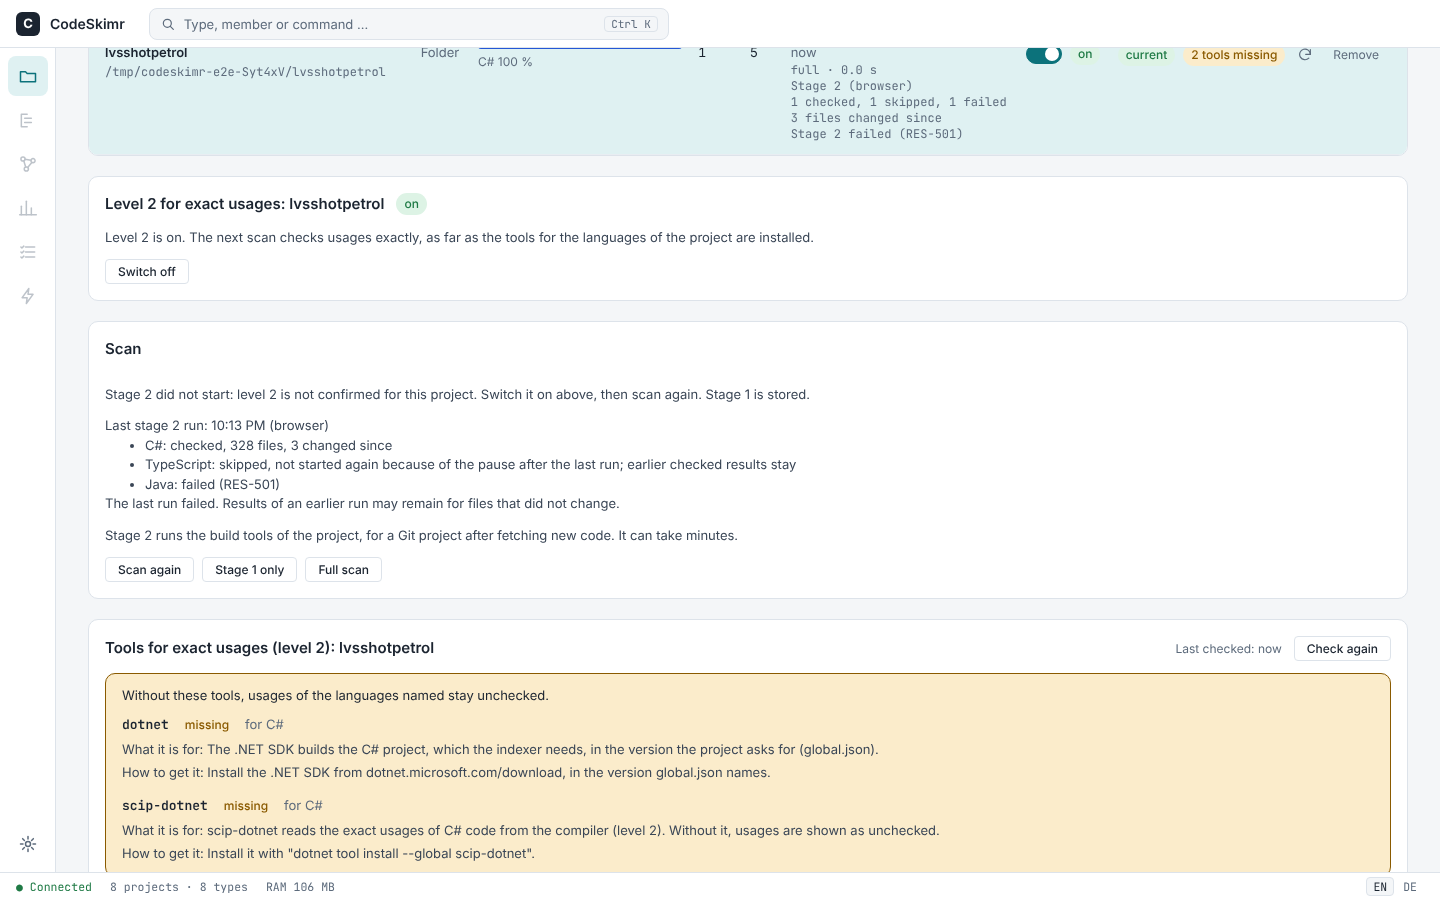 C CodeSkimr Type, member or command ... Ctrl K
lvsshotpetrol Folder 1 5 now on current 2 tools missing Remove
/tmp/codeskimr-e2e-Syt4xV/lvsshotpetrol C# 100 % full · 0.0 s
Stage 2 (browser)
1 checked, 1 skipped, 1 failed
3 files changed since
Stage 2 failed (RES-501)
Level 2 for exact usages: lvsshotpetrol on
Level 2 is on. The next scan checks usages exactly, as far as the tools for the languages of the project are installed.
Switch off
Scan
Stage 2 did not start: level 2 is not confirmed for this project. Switch it on above, then scan again. Stage 1 is stored.
Last stage 2 run: 10:13 PM (browser)
• C#: checked, 328 files, 3 changed since
• TypeScript: skipped, not started again because of the pause after the last run; earlier checked results stay
• Java: failed (RES-501)
The last run failed. Results of an earlier run may remain for files that did not change.
Stage 2 runs the build tools of the project, for a Git project after fetching new code. It can take minutes.
Scan again Stage 1 only Full scan
Tools for exact usages (level 2): lvsshotpetrol Last checked: now Check again
Without these tools, usages of the languages named stay unchecked.
dotnet missing for C#
What it is for: The .NET SDK builds the C# project, which the indexer needs, in the version the project asks for (global.json).
How to get it: Install the .NET SDK from dotnet.microsoft.com/download, in the version global.json names.
scip-dotnet missing for C#
What it is for: scip-dotnet reads the exact usages of C# code from the compiler (level 2). Without it, usages are shown as unchecked.
How to get it: Install it with "dotnet tool install --global scip-dotnet".
● Connected 8 projects · 8 types RAM 106 MB EN DE